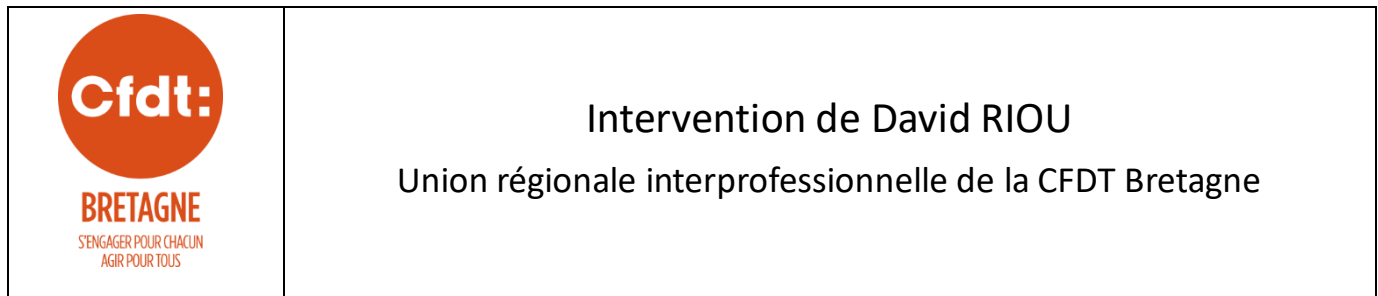 Cfdt:
BRETAGNE
S'ENGAGER POUR CHACUN
AGIR POUR TOUS
Intervention de David RIOU
Union régionale interprofessionnelle de la CFDT Bretagne